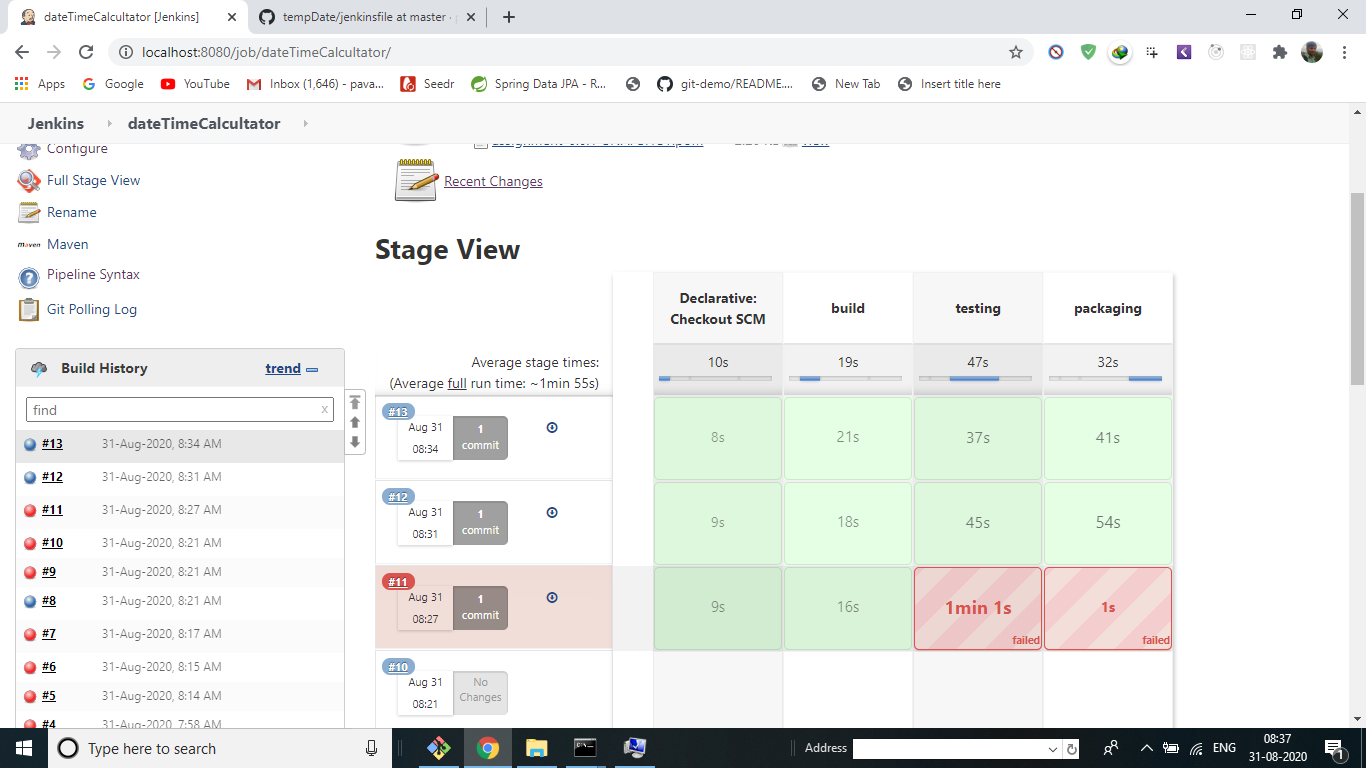 dateTimeCalcultator [Jenkins]
tempDate/jenkinsfile at master ·
localhost:8080/job/dateTimeCalcultator/
Apps
Google
YouTube
Inbox (1,646) - pava...
Seedr
Spring Data JPA - R...
git-demo/README....
New Tab
Insert title here
Jenkins
dateTimeCalcultator
Configure
Full Stage View
Rename
maven Maven
Pipeline Syntax
Git Polling Log
Build History
trend
find
x
#13 31-Aug-2020, 8:34 AM
#12 31-Aug-2020, 8:31 AM
#11 31-Aug-2020, 8:27 AM
#10 31-Aug-2020, 8:21 AM
#9 31-Aug-2020, 8:21 AM
#8 31-Aug-2020, 8:21 AM
#7 31-Aug-2020, 8:17 AM
#6 31-Aug-2020, 8:15 AM
#5 31-Aug-2020, 8:14 AM
#4 31-Aug-2020, 7:58 AM
Recent Changes
Stage View
Declarative:
Checkout SCM
build
testing
packaging
Average stage times:
(Average full run time: ~1min 55s)
10s
19s
47s
32s
#13
Aug 31
08:34
1
commit
8s
21s
37s
41s
#12
Aug 31
08:31
1
commit
9s
18s
45s
54s
#11
Aug 31
08:27
1
commit
9s
16s
1min 1s
failed
1s
failed
#10
Aug 31
08:21
No
Changes
Type here to search
Address
ENG
08:37
31-08-2020
1